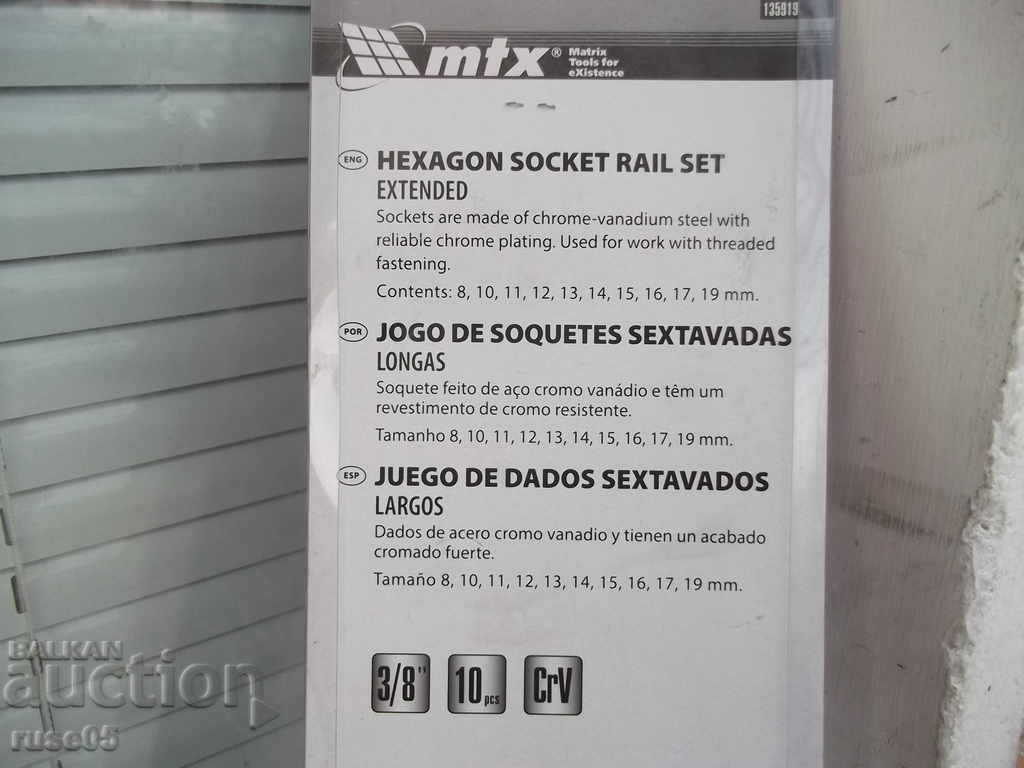 135919
mtx® Matrix
Tools for
eXistence
ENG HEXAGON SOCKET RAIL SET
EXTENDED
Sockets are made of chrome-vanadium steel with
reliable chrome plating. Used for work with threaded
fastening.
Contents: 8, 10, 11, 12, 13, 14, 15, 16, 17, 19 mm.
POR JOGO DE SOQUETES SEXTAVADAS
LONGAS
Soquete feito de aço cromo vanádio e têm um
revestimento de cromo resistente.
Tamanho 8, 10, 11, 12, 13, 14, 15, 16, 17, 19 mm.
ESP JUEGO DE DADOS SEXTAVADOS
LARGOS
Dados de acero cromo vanadio y tienen un acabado
cromado fuerte.
Tamaño 8, 10, 11, 12, 13, 14, 15, 16, 17, 19 mm.
3/8" 10 pcs CrV
BALKAN
auction
ruse05